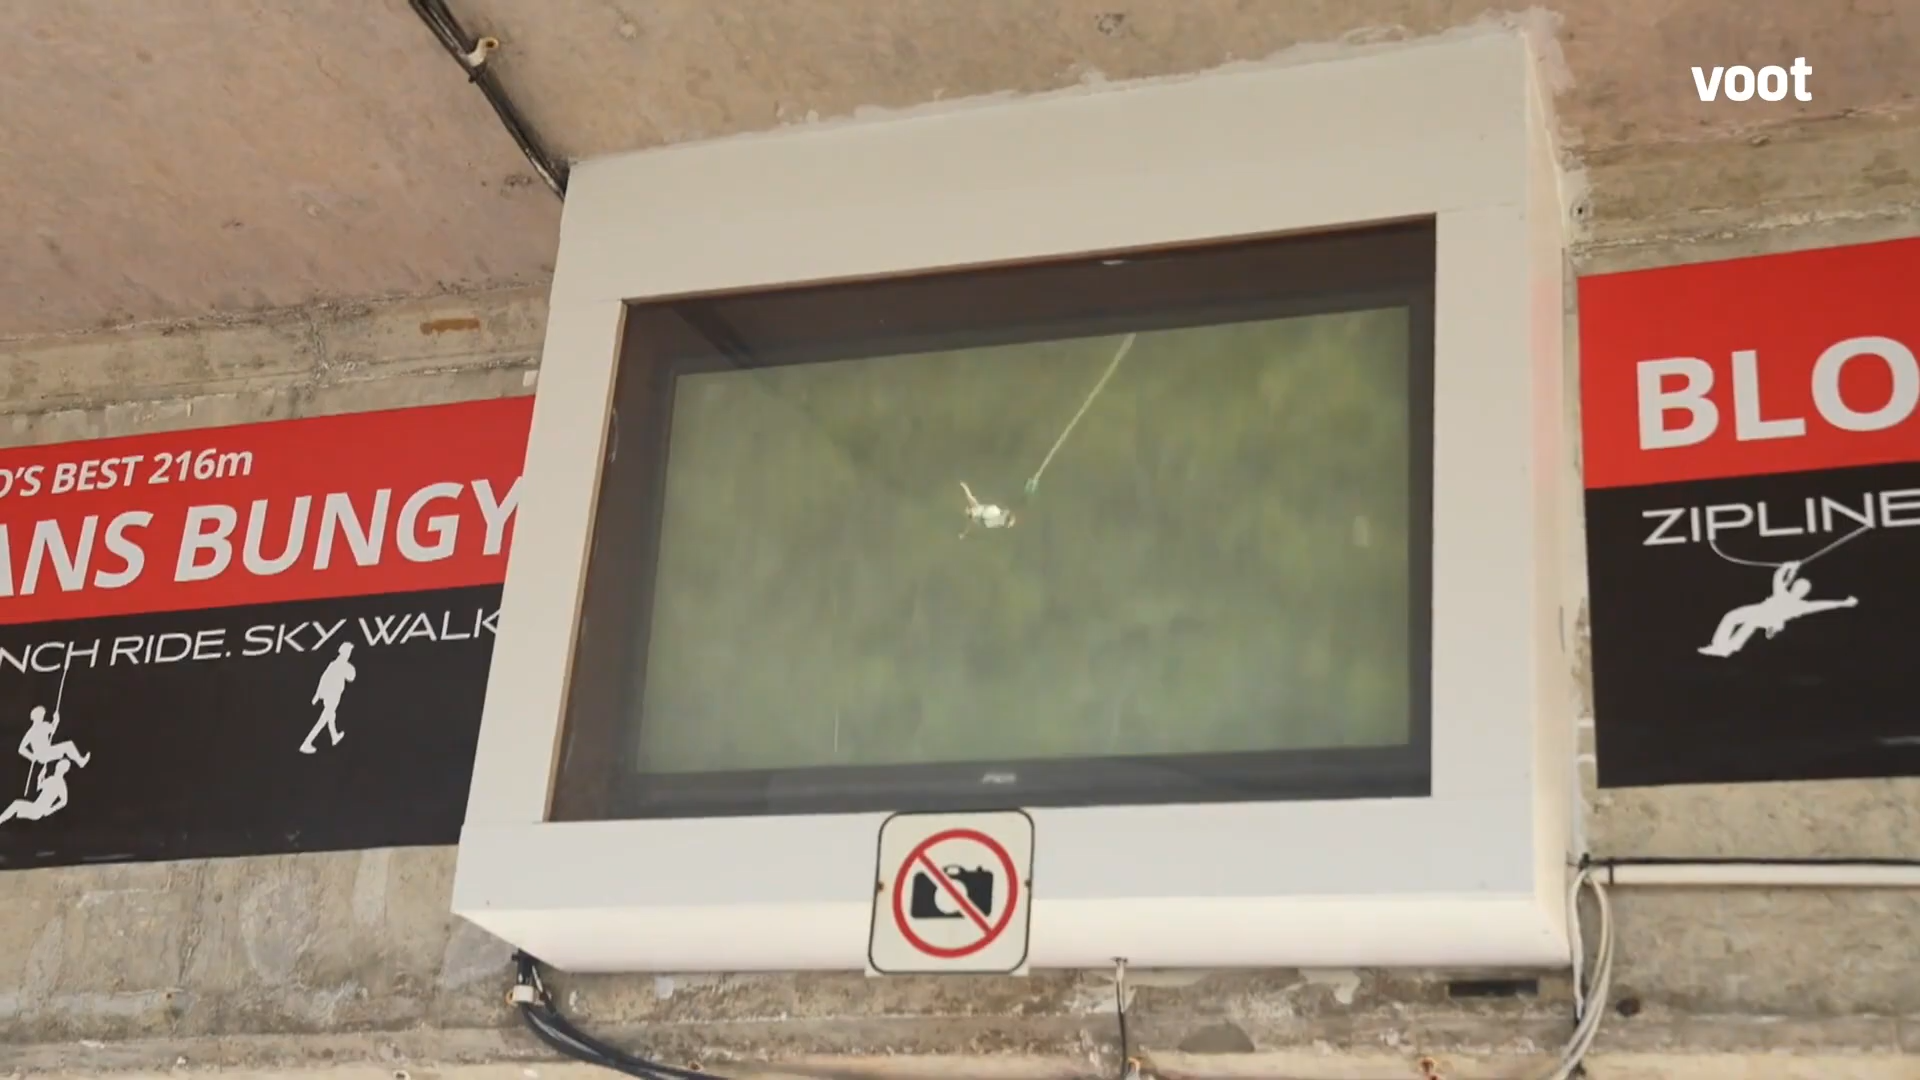 voot
D'S BEST 216m
ANS BUNGY
NCH RIDE. SKY WALK
BLO
ZIPLINE